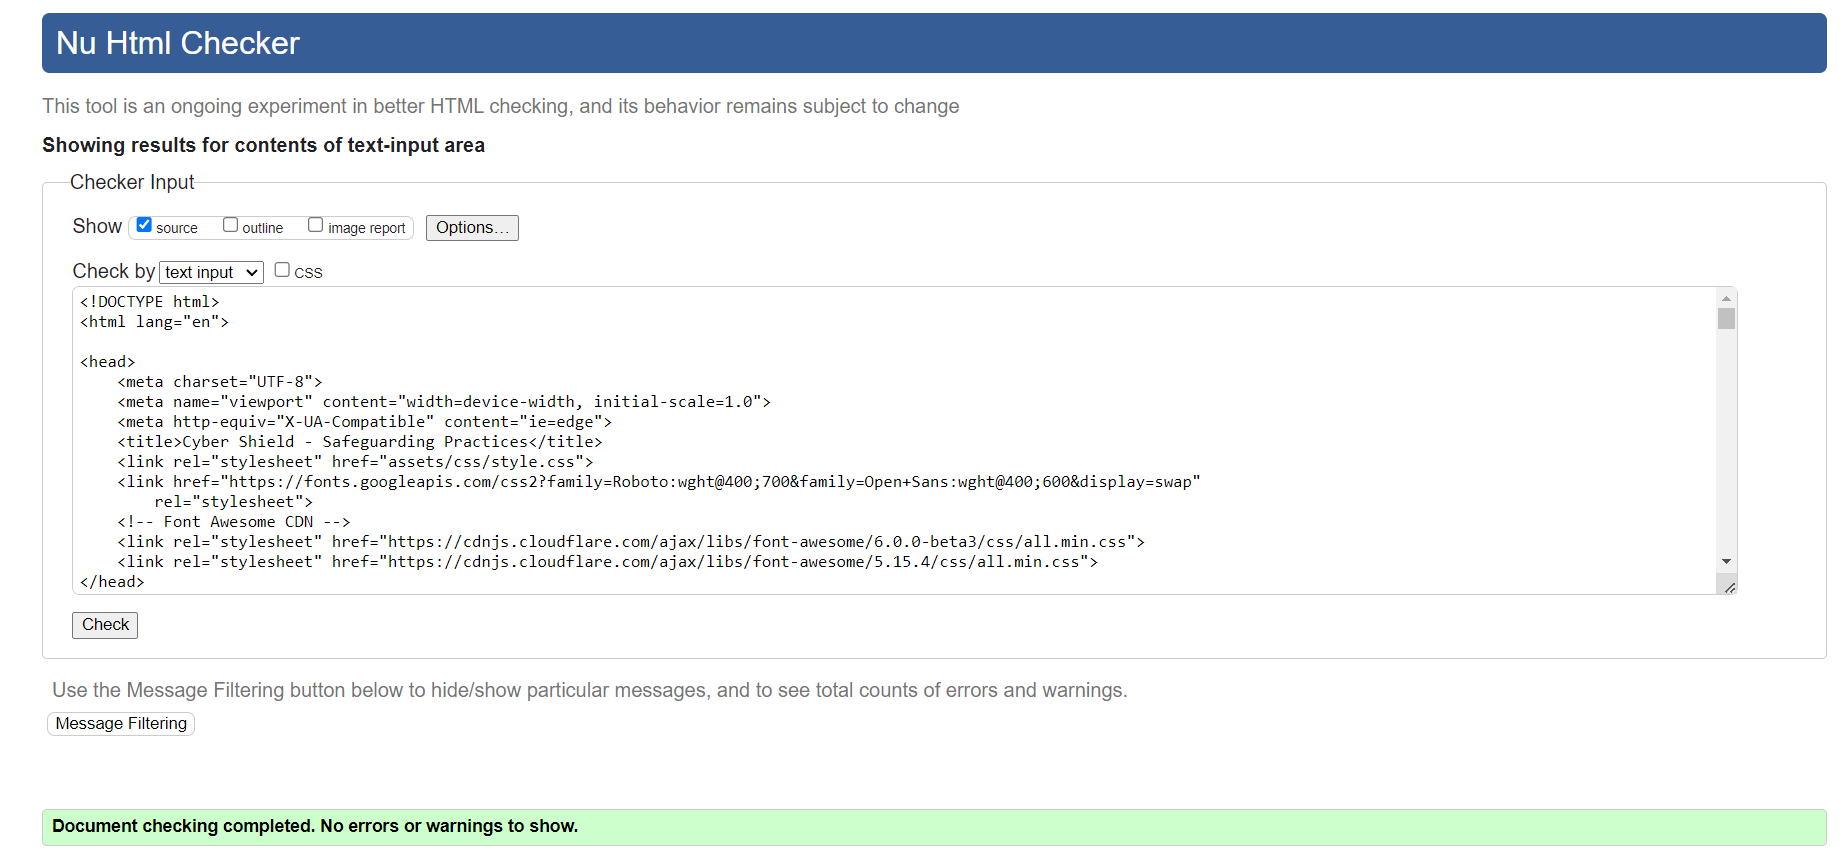 Nu Html Checker
This tool is an ongoing experiment in better HTML checking, and its behavior remains subject to change
Showing results for contents of text-input area
Checker Input
Show source outline image report Options...
Check by text input CSS
<!DOCTYPE html>
<html lang="en">
<head>
    <meta charset="UTF-8">
    <meta name="viewport" content="width=device-width, initial-scale=1.0">
    <meta http-equiv="X-UA-Compatible" content="ie=edge">
    <title>Cyber Shield - Safeguarding Practices</title>
    <link rel="stylesheet" href="assets/css/style.css">
    <link href="https://fonts.googleapis.com/css2?family=Roboto:wght@400;700&family=Open+Sans:wght@400;600&display=swap"
        rel="stylesheet">
    <!-- Font Awesome CDN -->
    <link rel="stylesheet" href="https://cdnjs.cloudflare.com/ajax/libs/font-awesome/6.0.0-beta3/css/all.min.css">
    <link rel="stylesheet" href="https://cdnjs.cloudflare.com/ajax/libs/font-awesome/5.15.4/css/all.min.css">
</head>
Check
Use the Message Filtering button below to hide/show particular messages, and to see total counts of errors and warnings.
Message Filtering
Document checking completed. No errors or warnings to show.